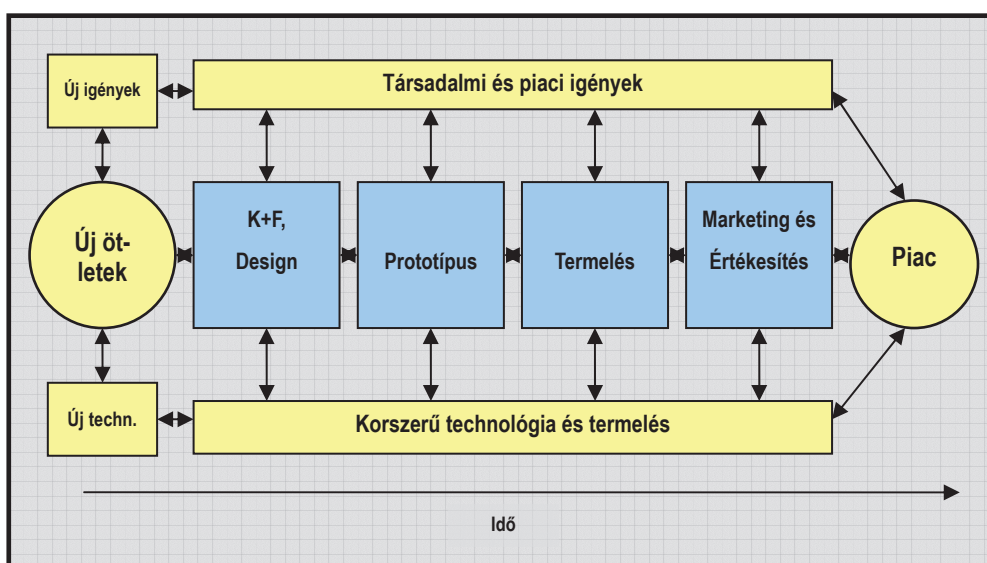 Új igények
Társadalmi és piaci igények
Új öt-
letek
K+F,
Design
Prototípus
Termelés
Marketing és
Értékesítés
Piac
Új techn.
Korszerű technológia és termelés
Idő